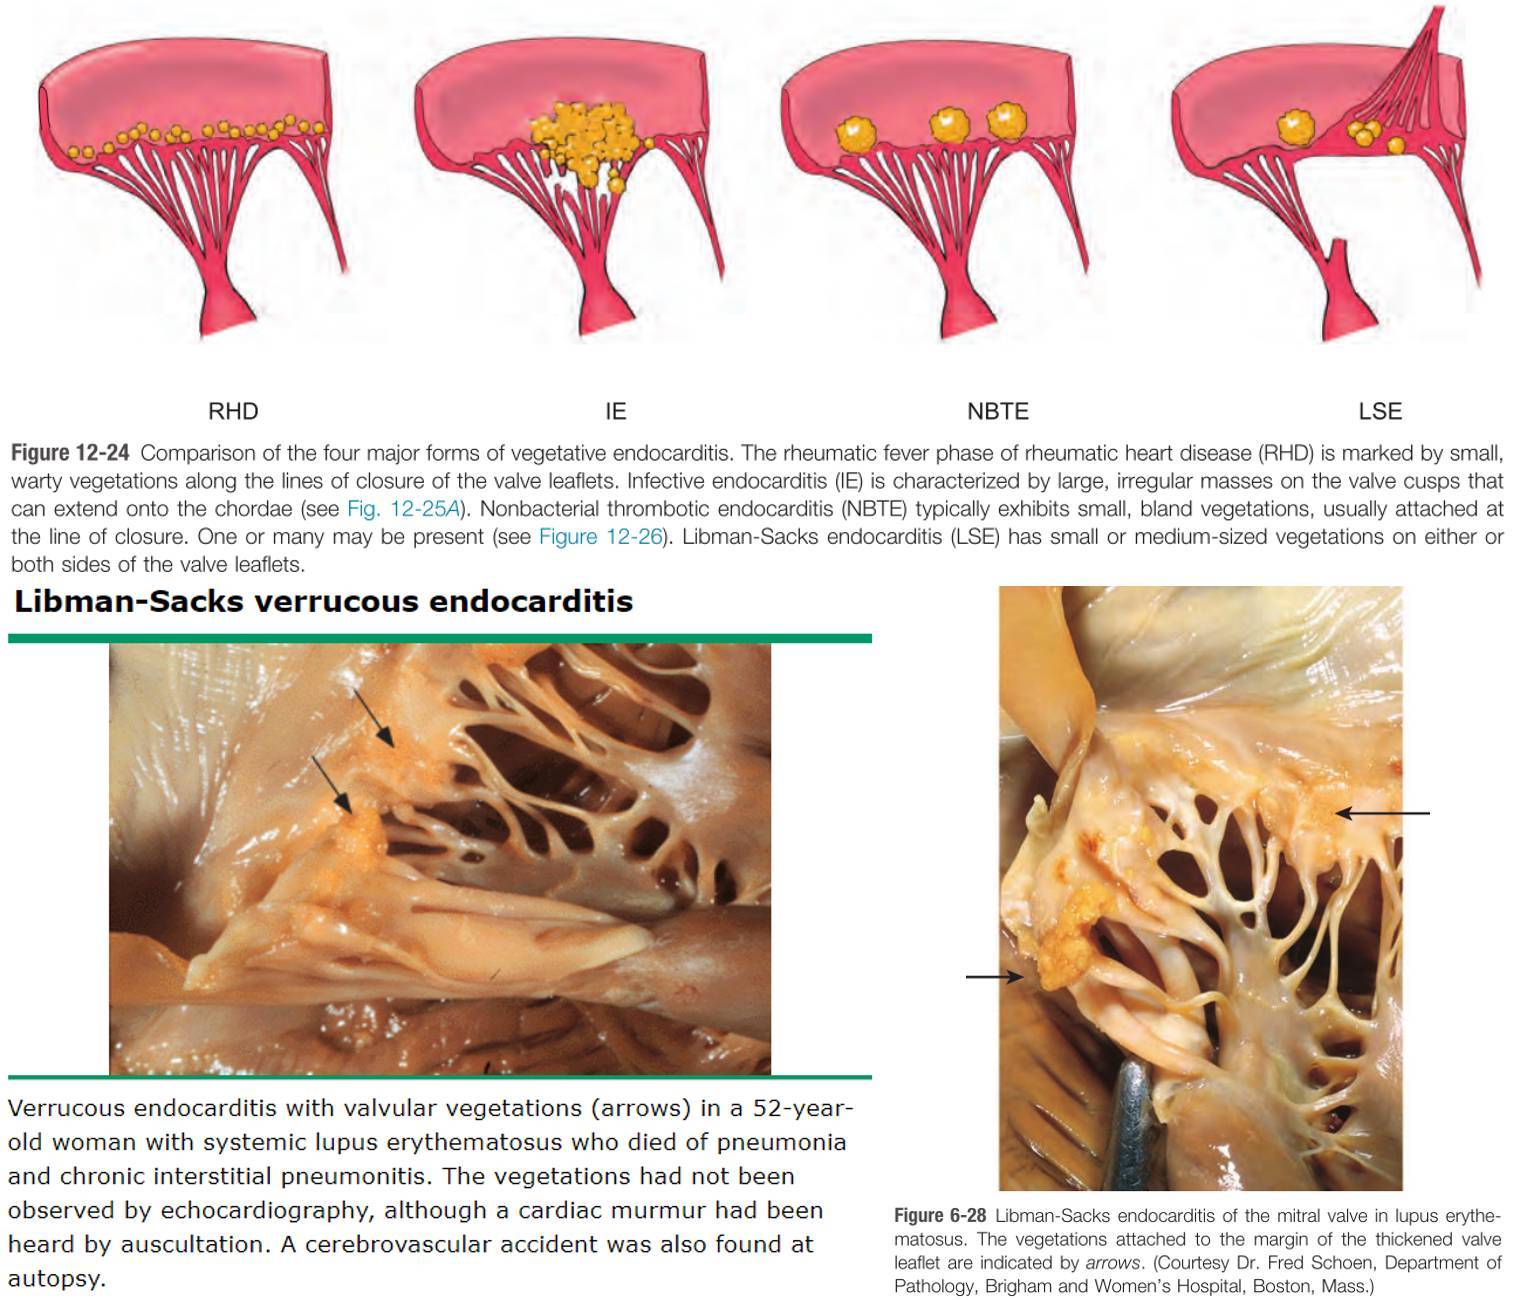 RHD
IE
NBTE
LSE
Figure 12-24 Comparison of the four major forms of vegetative endocarditis. The rheumatic fever phase of rheumatic heart disease (RHD) is marked by small,
warty vegetations along the lines of closure of the valve leaflets. Infective endocarditis (IE) is characterized by large, irregular masses on the valve cusps that
can extend onto the chordae (see Fig. 12-25A). Nonbacterial thrombotic endocarditis (NBTE) typically exhibits small, bland vegetations, usually attached at
the line of closure. One or many may be present (see Figure 12-26). Libman-Sacks endocarditis (LSE) has small or medium-sized vegetations on either or
both sides of the valve leaflets.
Libman-Sacks verrucous endocarditis
Verrucous endocarditis with valvular vegetations (arrows) in a 52-year-
old woman with systemic lupus erythematosus who died of pneumonia
and chronic interstitial pneumonitis. The vegetations had not been
observed by echocardiography, although a cardiac murmur had been
heard by auscultation. A cerebrovascular accident was also found at
autopsy.
Figure 6-28 Libman-Sacks endocarditis of the mitral valve in lupus erythe-
matosus. The vegetations attached to the margin of the thickened valve
leaflet are indicated by arrows. (Courtesy Dr. Fred Schoen, Department of
Pathology, Brigham and Women's Hospital, Boston, Mass.)